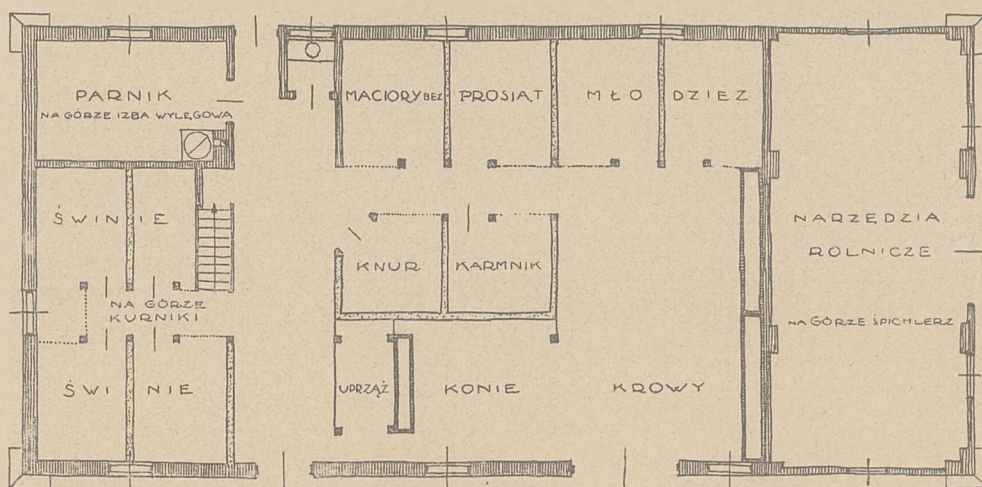 PARNIK
NA GÓRZE IZBA WYLĘGOWA
MACIORY BEZ PROSIĄT
MŁODZIEZ
ŚWINIE
NA GÓRZE
KURNIKI
ŚWINIE
KNUR
KARMNIK
UPRZĄŻ
KONIE
KROWY
NARZĘDZIA
ROLNICZE
NA GÓRZE ŚPICHLERZ